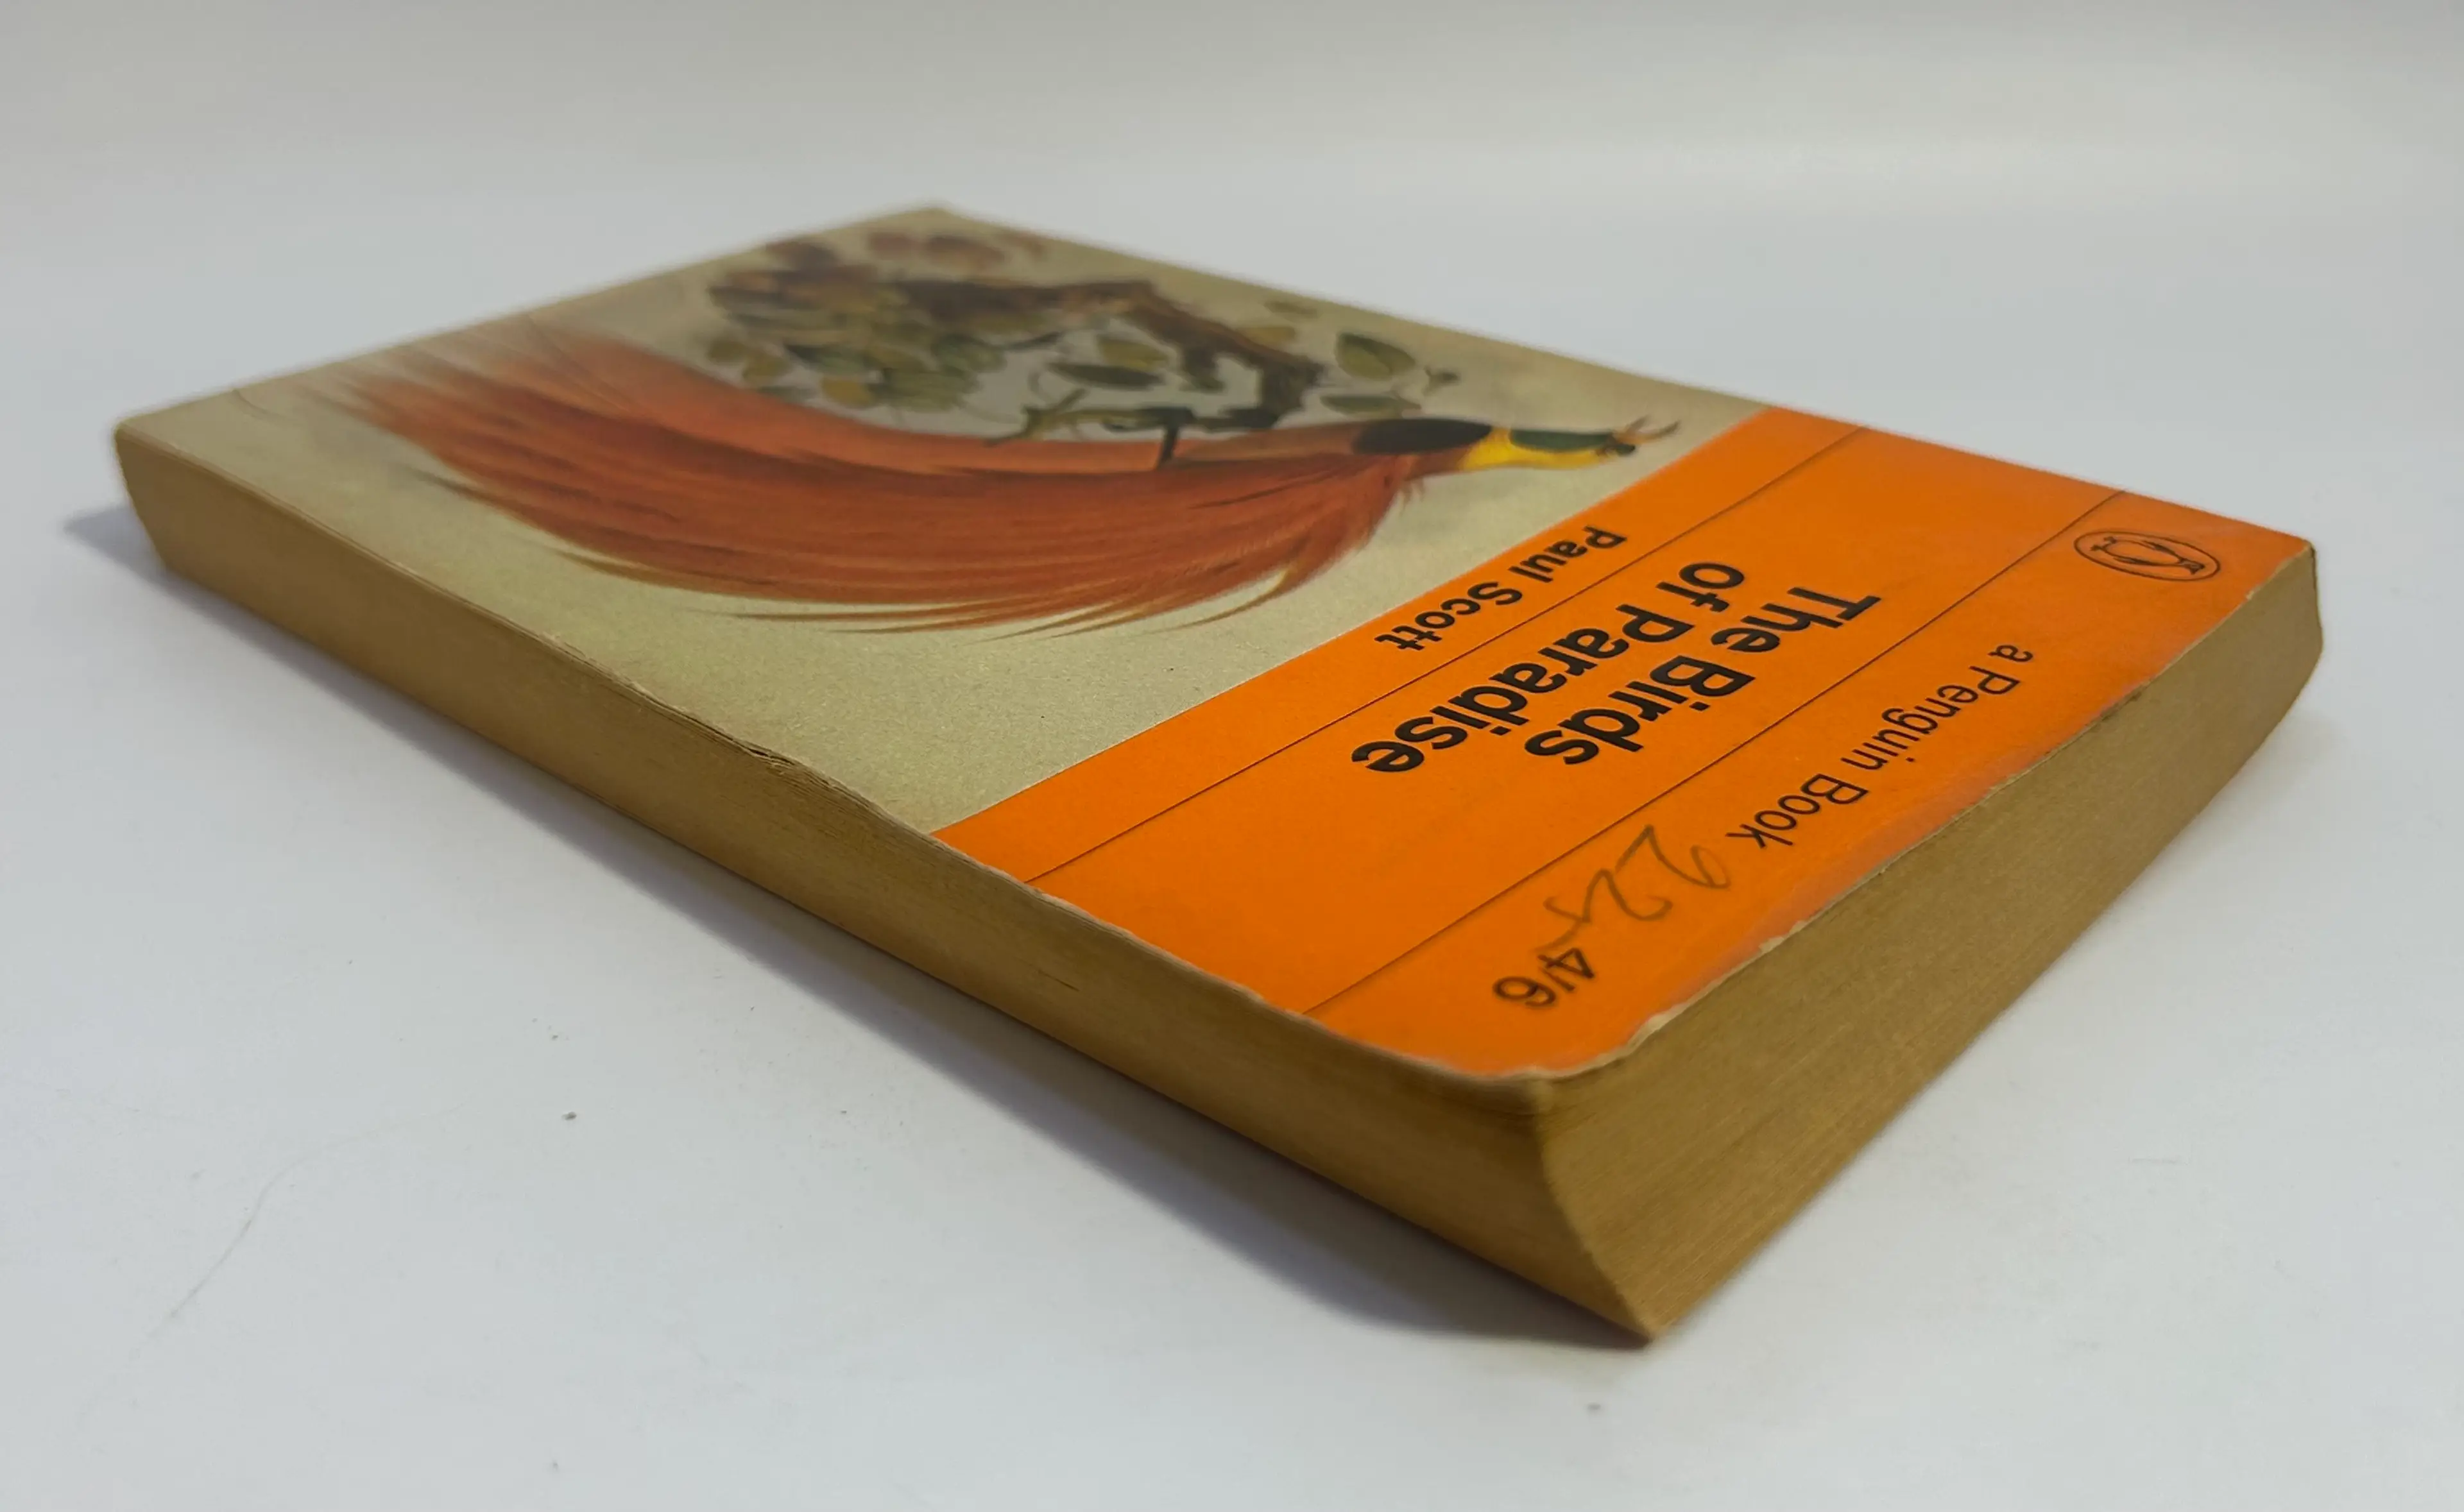 a Penguin Book 4/6
The Birds
of Paradise
Paul Scott